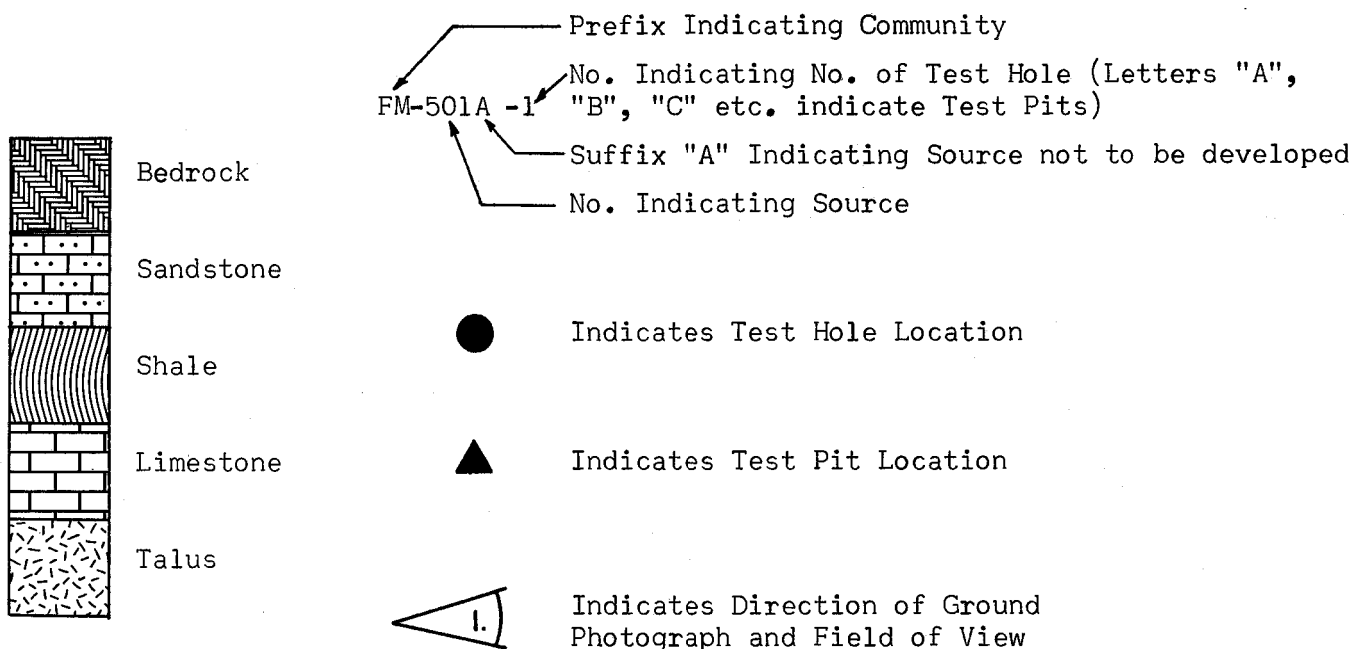 Prefix Indicating Community
No. Indicating No. of Test Hole (Letters "A",
"B", "C" etc. indicate Test Pits)
FM-501A -1
Suffix "A" Indicating Source not to be developed
No. Indicating Source
Bedrock
Sandstone
Shale
Limestone
Talus
Indicates Test Hole Location
Indicates Test Pit Location
1.
Indicates Direction of Ground
Photograph and Field of View